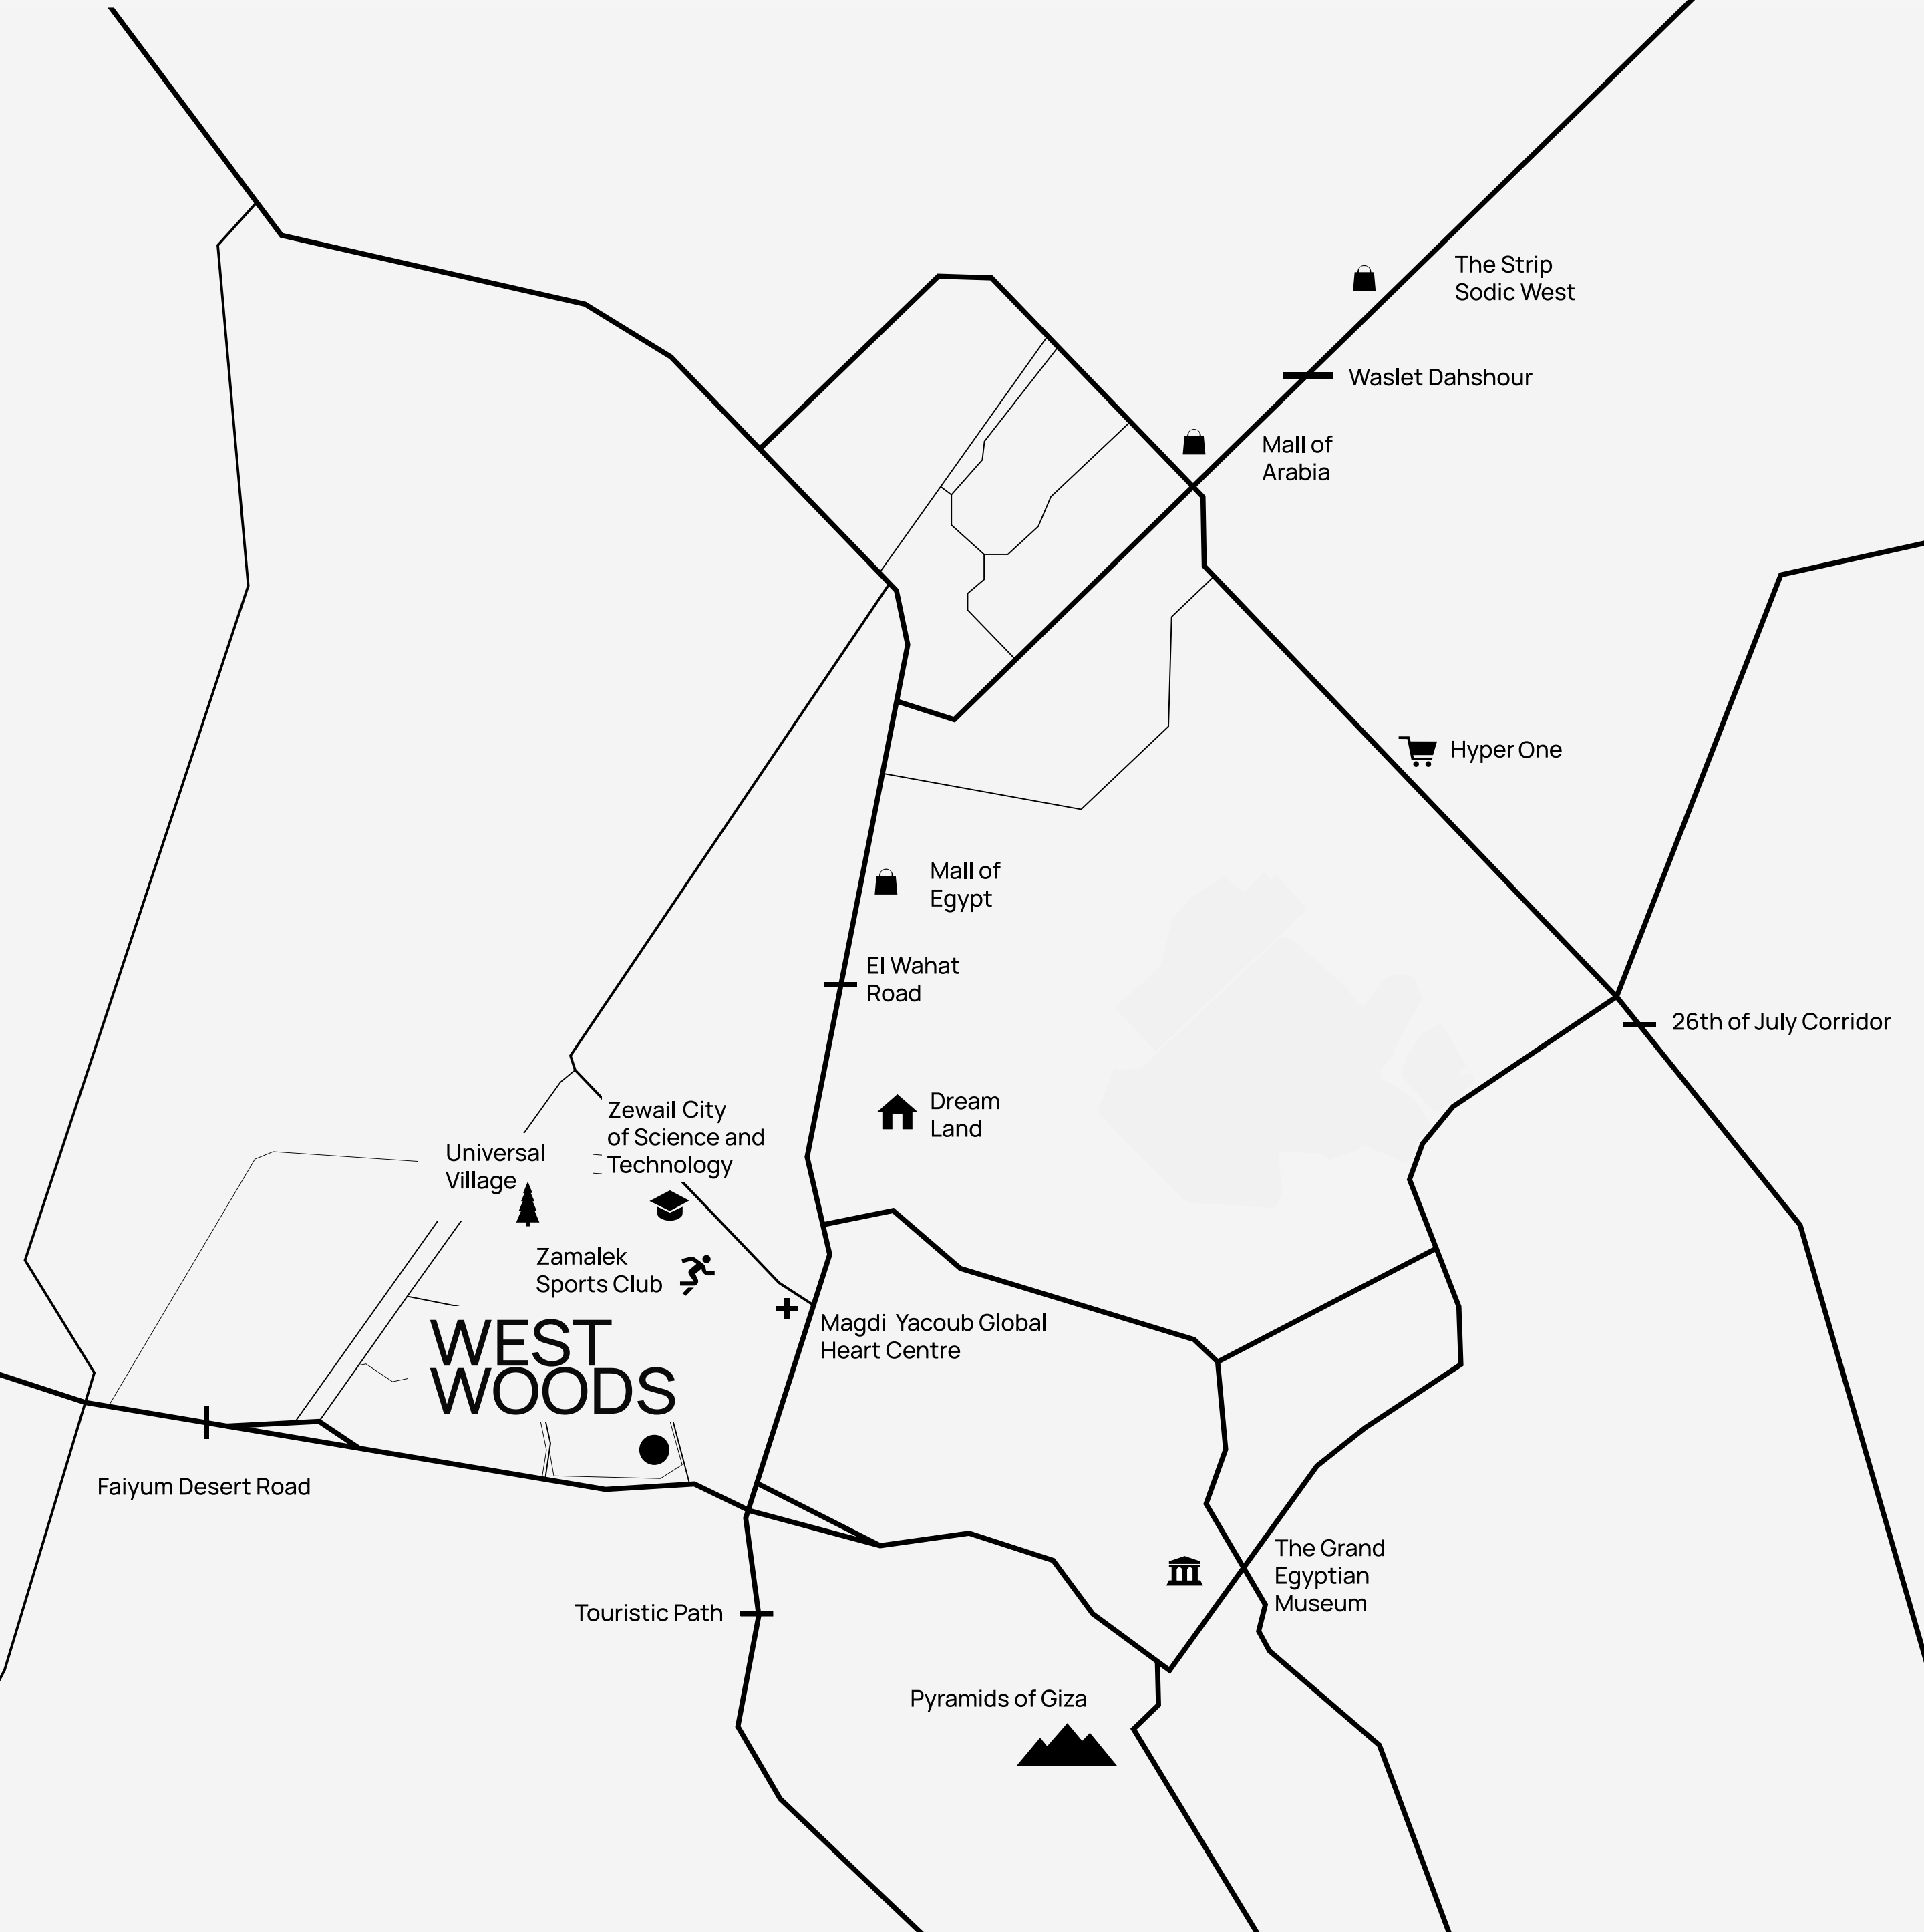 The Strip
Sodic West
Waslet Dahshour
Mall of
Arabia
Hyper One
Mall of
Egypt
El Wahat
Road
26th of July Corridor
Dream
Land
Zewail City
of Science and
Technology
Universal
Village
Zamalek
Sports Club
Magdi Yacoub Global
Heart Centre
WEST
WOODS
Faiyum Desert Road
The Grand
Egyptian
Museum
Touristic Path
Pyramids of Giza